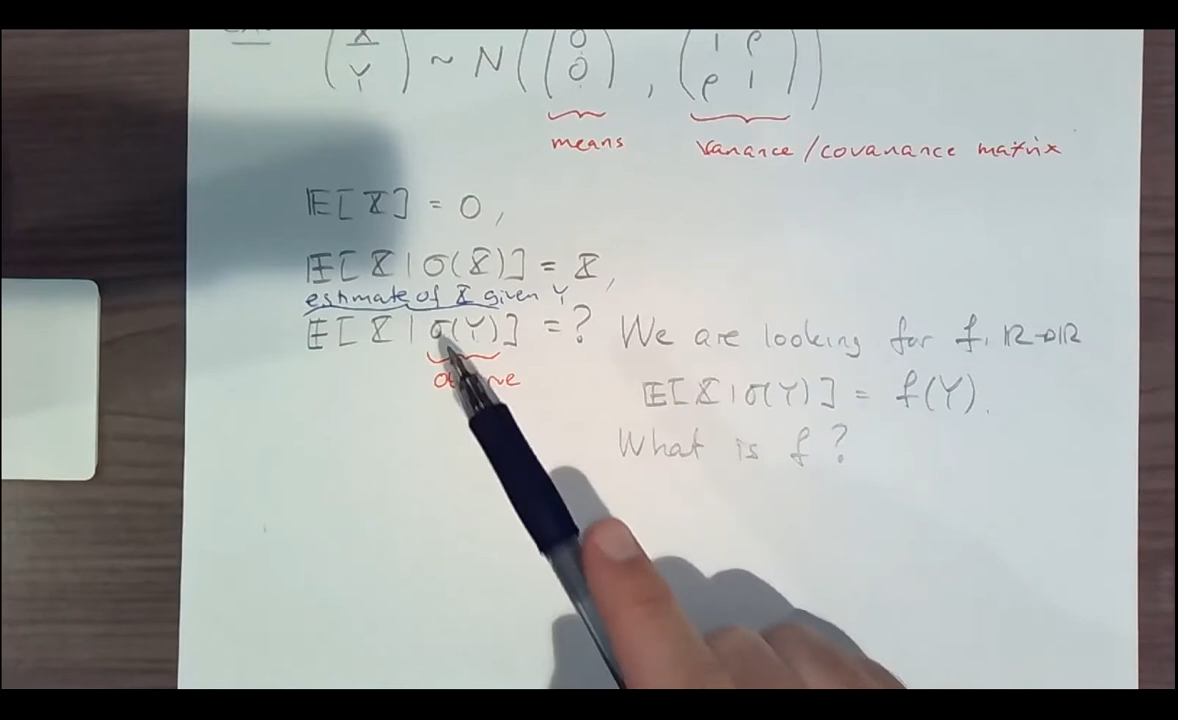 ( X Y ) ~ N ( ( 0 0 ) , ( 1 ρ ρ 1 ) )
means variance / covariance matrix
𝔼[X] = 0,
𝔼[X | σ(X)] = X,
estimate of X given Y
𝔼[X | σ(Y)] = ? We are looking for f: ℝ→ℝ
𝔼[X | σ(Y)] = f(Y).
What is f ?